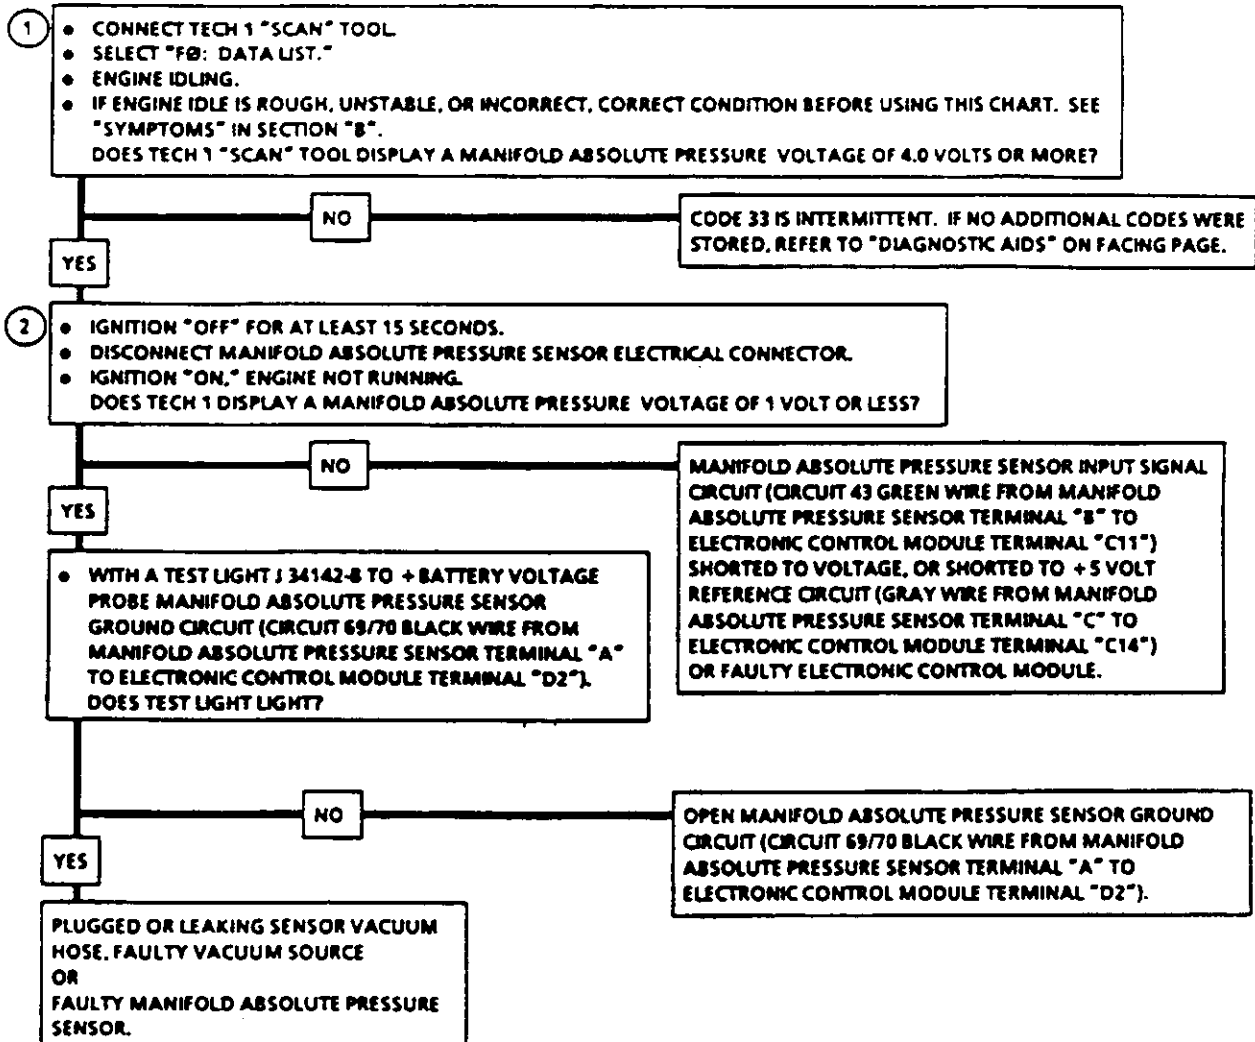 1
• CONNECT TECH 1 "SCAN" TOOL.
• SELECT "FØ: DATA LIST."
• ENGINE IDLING.
• IF ENGINE IDLE IS ROUGH, UNSTABLE, OR INCORRECT, CORRECT CONDITION BEFORE USING THIS CHART. SEE
"SYMPTOMS" IN SECTION "B".
DOES TECH 1 "SCAN" TOOL DISPLAY A MANIFOLD ABSOLUTE PRESSURE VOLTAGE OF 4.0 VOLTS OR MORE?
NO
CODE 33 IS INTERMITTENT. IF NO ADDITIONAL CODES WERE
STORED, REFER TO "DIAGNOSTIC AIDS" ON FACING PAGE.
YES
2
• IGNITION "OFF" FOR AT LEAST 15 SECONDS.
• DISCONNECT MANIFOLD ABSOLUTE PRESSURE SENSOR ELECTRICAL CONNECTOR.
• IGNITION "ON," ENGINE NOT RUNNING.
DOES TECH 1 DISPLAY A MANIFOLD ABSOLUTE PRESSURE VOLTAGE OF 1 VOLT OR LESS?
NO
MANIFOLD ABSOLUTE PRESSURE SENSOR INPUT SIGNAL
CIRCUIT (CIRCUIT 43 GREEN WIRE FROM MANIFOLD
ABSOLUTE PRESSURE SENSOR TERMINAL "B" TO
ELECTRONIC CONTROL MODULE TERMINAL "C11")
SHORTED TO VOLTAGE, OR SHORTED TO +5 VOLT
REFERENCE CIRCUIT (GRAY WIRE FROM MANIFOLD
ABSOLUTE PRESSURE SENSOR TERMINAL "C" TO
ELECTRONIC CONTROL MODULE TERMINAL "C14")
OR FAULTY ELECTRONIC CONTROL MODULE.
YES
• WITH A TEST LIGHT J 34142-B TO + BATTERY VOLTAGE
PROBE MANIFOLD ABSOLUTE PRESSURE SENSOR
GROUND CIRCUIT (CIRCUIT 69/70 BLACK WIRE FROM
MANIFOLD ABSOLUTE PRESSURE SENSOR TERMINAL "A"
TO ELECTRONIC CONTROL MODULE TERMINAL "D2").
DOES TEST LIGHT LIGHT?
NO
OPEN MANIFOLD ABSOLUTE PRESSURE SENSOR GROUND
CIRCUIT (CIRCUIT 69/70 BLACK WIRE FROM MANIFOLD
ABSOLUTE PRESSURE SENSOR TERMINAL "A" TO
ELECTRONIC CONTROL MODULE TERMINAL "D2").
YES
PLUGGED OR LEAKING SENSOR VACUUM
HOSE, FAULTY VACUUM SOURCE
OR
FAULTY MANIFOLD ABSOLUTE PRESSURE
SENSOR.